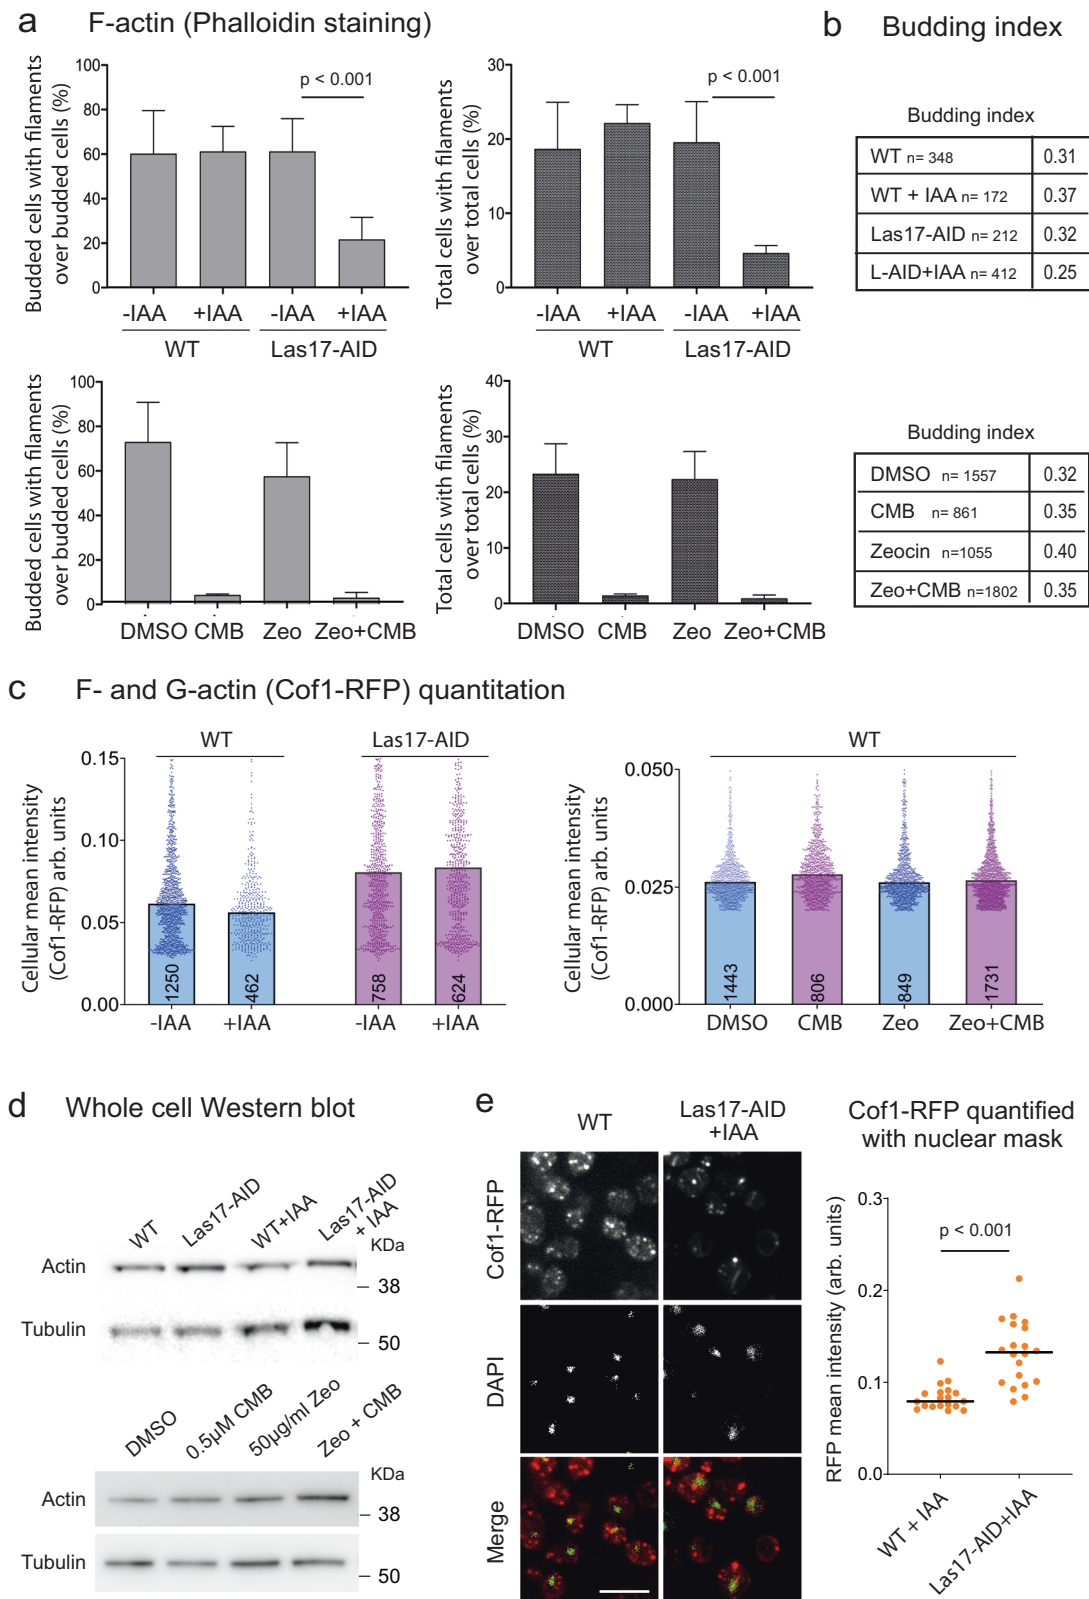 a F-actin (Phalloidin staining)
Budded cells with filaments
over budded cells (%)
100
80
60
40
20
0
p < 0.001
-IAA +IAA -IAA +IAA
WT Las17-AID
Total cells with filaments
over total cells (%)
30
20
10
0
p < 0.001
-IAA +IAA -IAA +IAA
WT Las17-AID
b Budding index
Budding index
WT n= 348 0.31
WT + IAA n= 172 0.37
Las17-AID n= 212 0.32
L-AID+IAA n= 412 0.25
Budded cells with filaments
over budded cells (%)
100
80
60
40
20
0
DMSO CMB Zeo Zeo+CMB
Total cells with filaments
over total cells (%)
40
30
20
10
0
DMSO CMB Zeo Zeo+CMB
Budding index
DMSO n= 1557 0.32
CMB n= 861 0.35
Zeocin n=1055 0.40
Zeo+CMB n=1802 0.35
c F- and G-actin (Cof1-RFP) quantitation
Cellular mean intensity
(Cof1-RFP) arb. units
0.15
0.10
0.05
0.00
WT Las17-AID
1250 462 758 624
-IAA +IAA -IAA +IAA
Cellular mean intensity
(Cof1-RFP) arb. units
0.050
0.025
0.000
WT
1443 806 849 1731
DMSO CMB Zeo Zeo+CMB
d Whole cell Western blot
WT Las17-AID WT+IAA Las17-AID
+ IAA
KDa
Actin
38
Tubulin
50
DMSO 0.5µM CMB 50µg/ml Zeo Zeo + CMB
KDa
Actin
38
Tubulin
50
e
WT Las17-AID
+IAA
Cof1-RFP
DAPI
Merge
Cof1-RFP quantified
with nuclear mask
RFP mean intensity (arb. units)
0.3
0.2
0.1
0.0
p < 0.001
WT + IAA Las17-AID+IAA